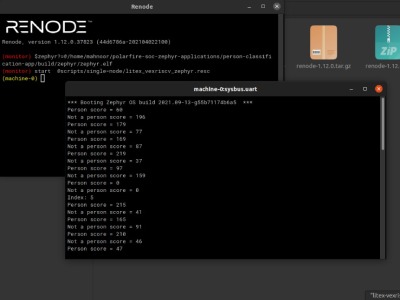 Renode
RENODE
Renode, version 1.12.0.37023 (44d6786a-202104022100)
(monitor) $zephyr?=@/home/mahnoor/polarfire-soc-zephyr-applications/person-classifi
cation-app/build/zephyr/zephyr.elf
(monitor) start @scripts/single-node/litex_vexriscv_zephyr.resc
(machine-0)
renode-1.12.0.tar.gz
ZIP
renode-1.12
machine-0:sysbus.uart
*** Booting Zephyr OS build 2021.09-13-g55b71174b6a5 ***
Person score = 60
Not a person score = 196
Person score = 179
Not a person score = 77
Person score = 169
Not a person score = 87
Person score = 219
Not a person score = 37
Person score = 97
Not a person score = 159
Person score = 0
Not a person score = 0
Index: 5
Person score = 215
Not a person score = 41
Person score = 165
Not a person score = 91
Person score = 210
Not a person score = 46
Person score = 47